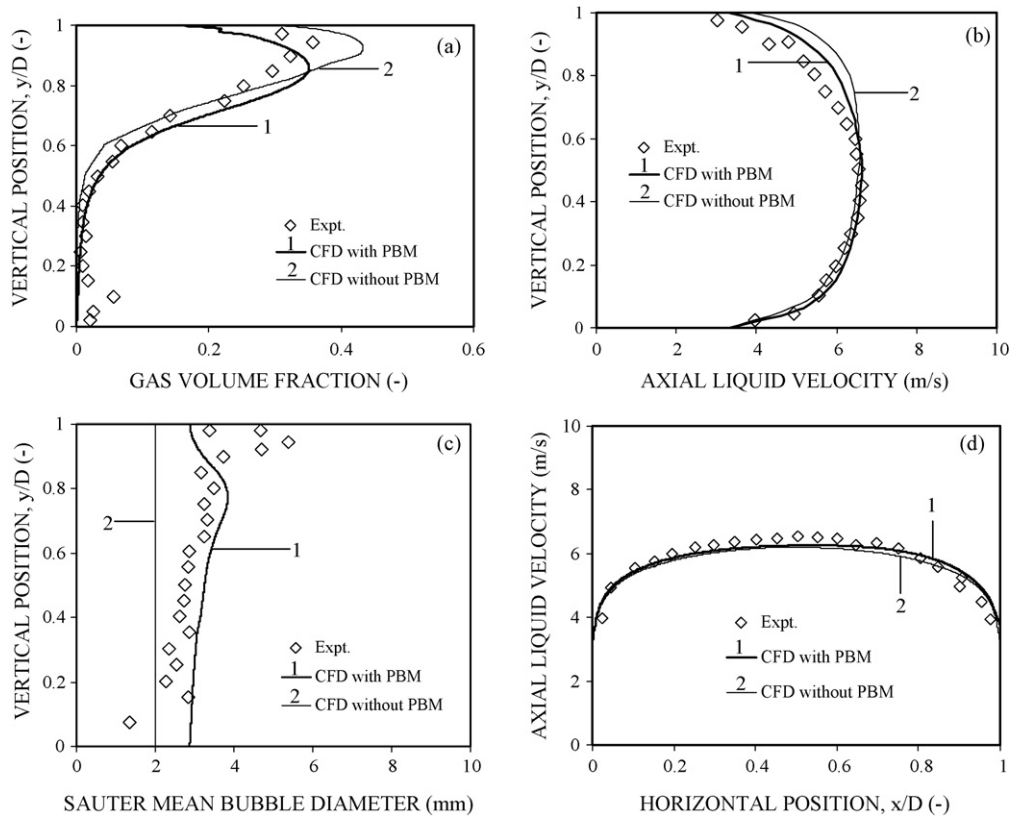 (a)
VERTICAL POSITION, y/D (-)
1
0.8
0.6
0.4
0.2
0
2
1
Expt.
1 CFD with PBM
2 CFD without PBM
0 0.2 0.4 0.6
GAS VOLUME FRACTION (-)
(b)
VERTICAL POSITION, y/D (-)
1
0.8
0.6
0.4
0.2
0
1
2
Expt.
1 CFD with PBM
2 CFD without PBM
0 2 4 6 8 10
AXIAL LIQUID VELOCITY (m/s)
(c)
VERTICAL POSITION, y/D (-)
1
0.8
0.6
0.4
0.2
0
2
1
Expt.
1 CFD with PBM
2 CFD without PBM
0 2 4 6 8 10
SAUTER MEAN BUBBLE DIAMETER (mm)
(d)
AXIAL LIQUID VELOCITY (m/s)
10
8
6
4
2
0
1
2
Expt.
1 CFD with PBM
2 CFD without PBM
0 0.2 0.4 0.6 0.8 1
HORIZONTAL POSITION, x/D (-)